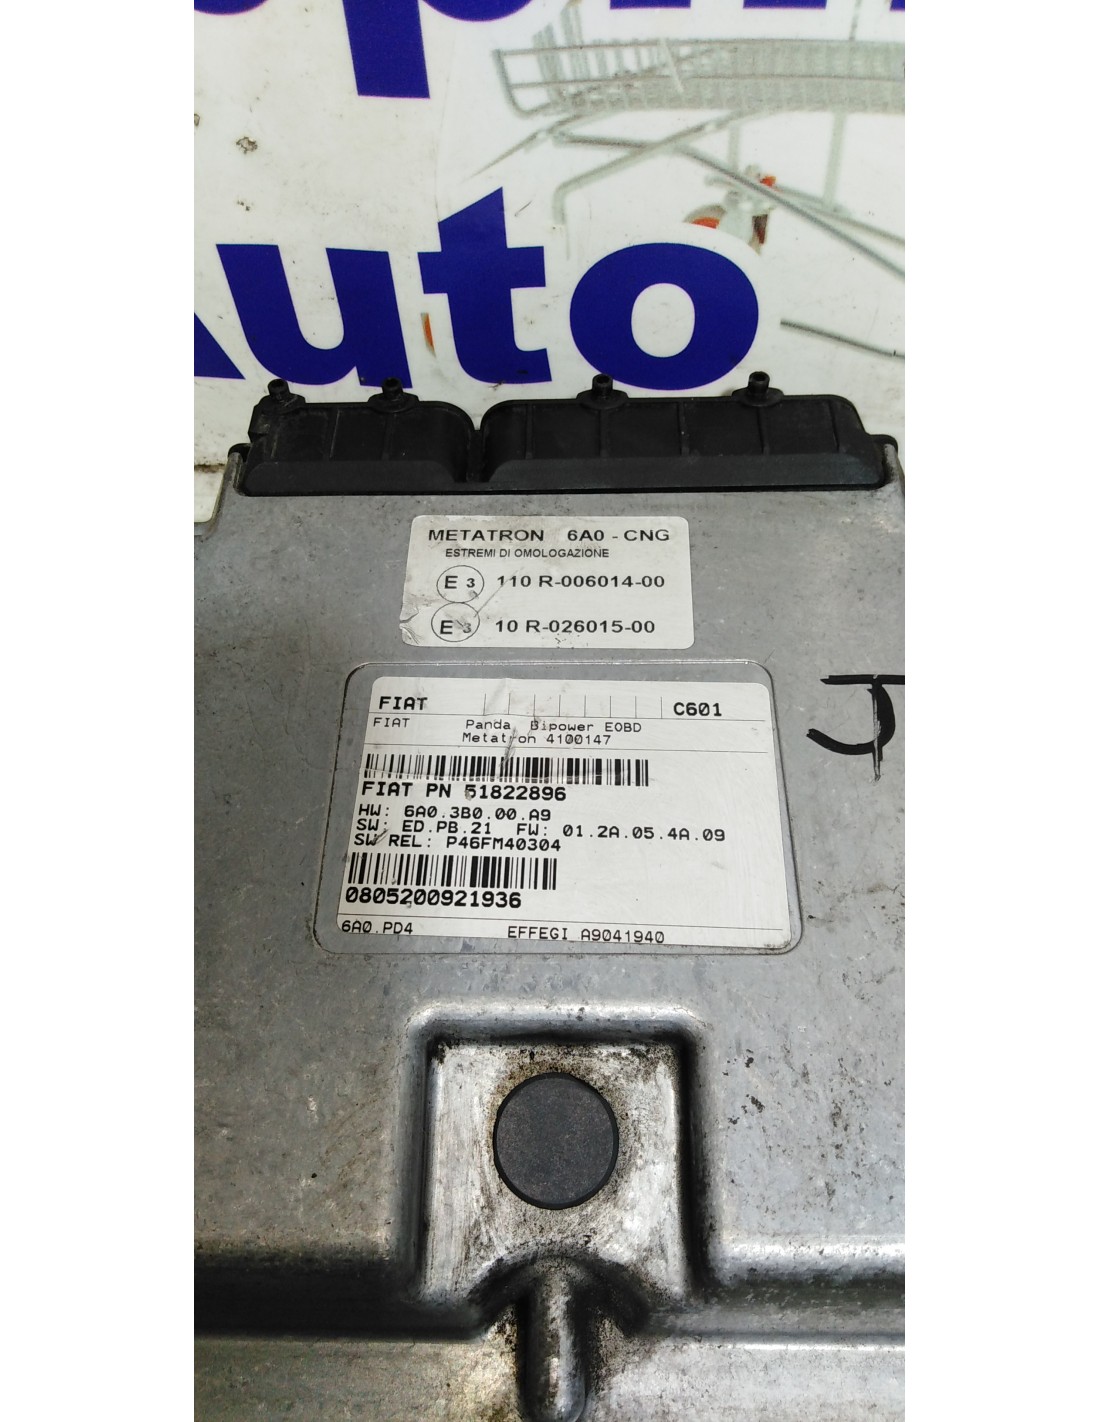 Auto
METATRON 6A0 - CNG
ESTREMI DI OMOLOGAZIONE
E 3 110 R-006014-00
E 3 10 R-026015-00
J
FIAT C601
FIAT Panda Bipower EOBD
Metatron 4100147
FIAT PN 51822896
HW: 6A0.3B0.00.A9
SW: ED.PB.21 FW: 01.2A.05.4A.09
SW REL: P46FM40304
0805200921936
6A0.PD4 EFFEGI A9041940